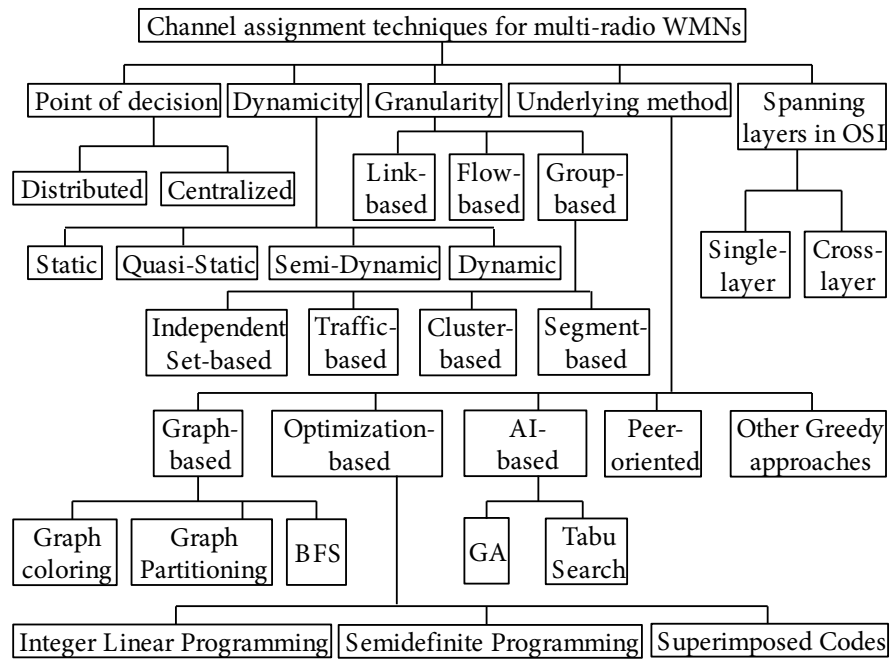 Channel assignment techniques for multi-radio WMNs
Point of decision
Dynamicity
Granularity
Underlying method
Spanning
layers in OSI
Distributed
Centralized
Link-
based
Flow-
based
Group-
based
Static
Quasi-Static
Semi-Dynamic
Dynamic
Single-
layer
Cross-
layer
Independent
Set-based
Traffic-
based
Cluster-
based
Segment-
based
Graph-
based
Optimization-
based
AI-
based
Peer-
oriented
Other Greedy
approaches
Graph
coloring
Graph
Partitioning
BFS
GA
Tabu
Search
Integer Linear Programming
Semidefinite Programming
Superimposed Codes